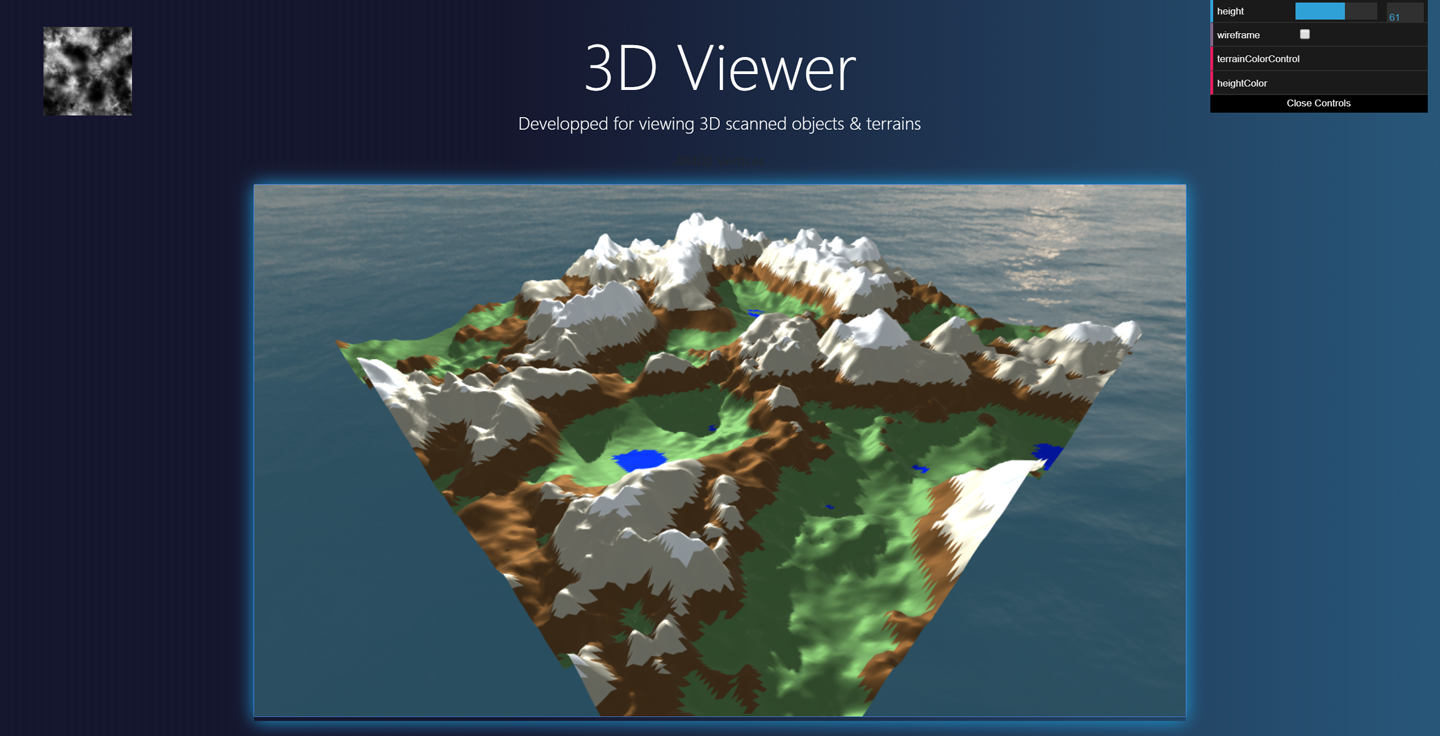 3D Viewer
Developped for viewing 3D scanned objects & terrains
height 61
wireframe
terrainColorControl
heightColor
Close Controls